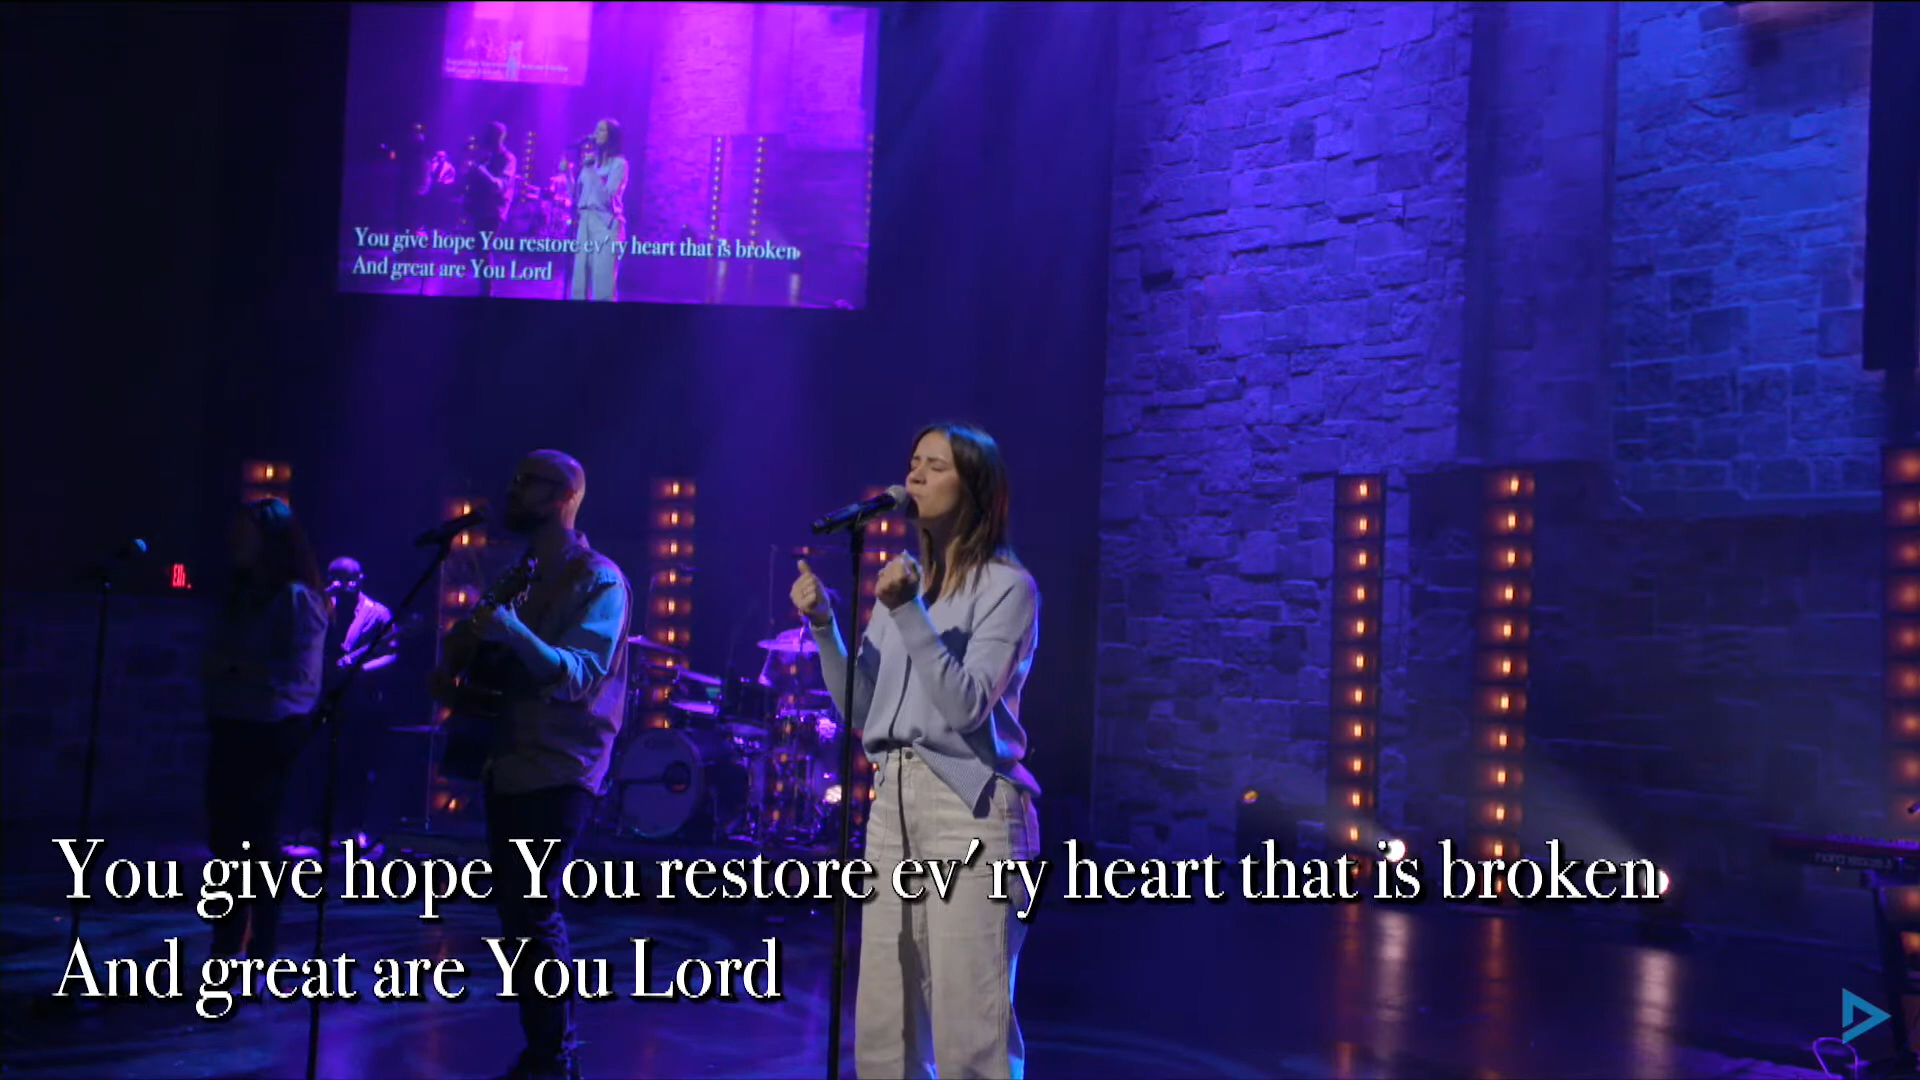 You give hope You restore ev'ry heart that is broken
And great are You Lord
EXIT
You give hope You restore ev'ry heart that is broken
And great are You Lord